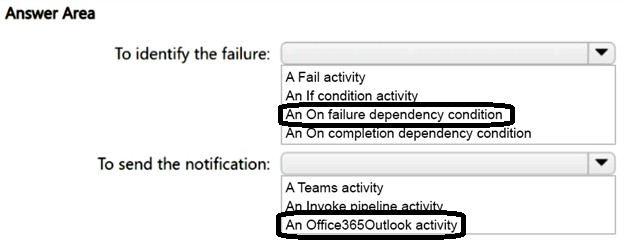 Answer Area
To identify the failure:
A Fail activity
An If condition activity
An On failure dependency condition
An On completion dependency condition
To send the notification:
A Teams activity
An Invoke pipeline activity
An Office365Outlook activity